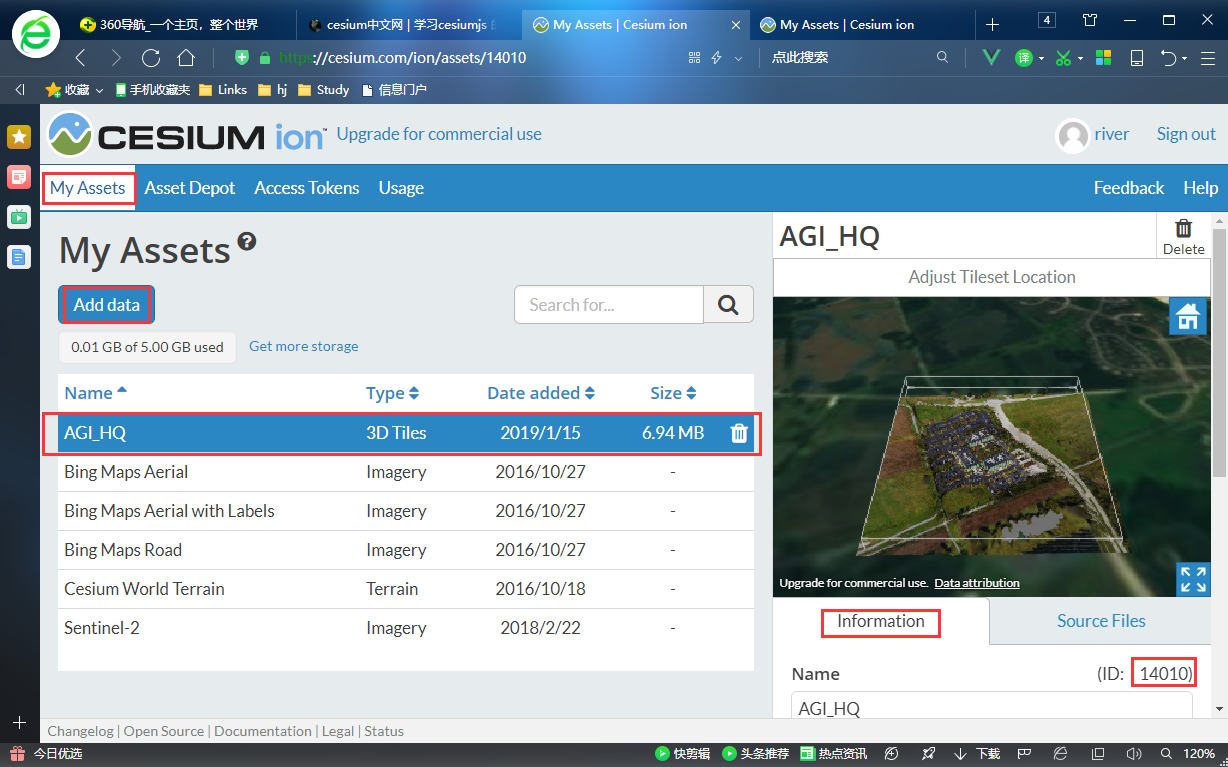 360导航_一个主页，整个世界
cesium中文网 | 学习cesiumjs
My Assets | Cesium ion
My Assets | Cesium ion
4
https://cesium.com/ion/assets/14010
点此搜索
译
收藏
手机收藏夹
Links
hj
Study
信息门户
CESIUM ion™
Upgrade for commercial use
river
Sign out
My Assets
Asset Depot
Access Tokens
Usage
Feedback
Help
My Assets ?
Add data
Search for...
0.01 GB of 5.00 GB used
Get more storage
Name Type Date added Size
AGI_HQ 3D Tiles 2019/1/15 6.94 MB
Bing Maps Aerial Imagery 2016/10/27 -
Bing Maps Aerial with Labels Imagery 2016/10/27 -
Bing Maps Road Imagery 2016/10/27 -
Cesium World Terrain Terrain 2016/10/18 -
Sentinel-2 Imagery 2018/2/22 -
AGI_HQ
Delete
Adjust Tileset Location
Upgrade for commercial use. Data attribution
Information
Source Files
Name (ID: 14010)
AGI_HQ
Changelog | Open Source | Documentation | Legal | Status
今日优选
快剪辑
头条推荐
热点资讯
下载
120%